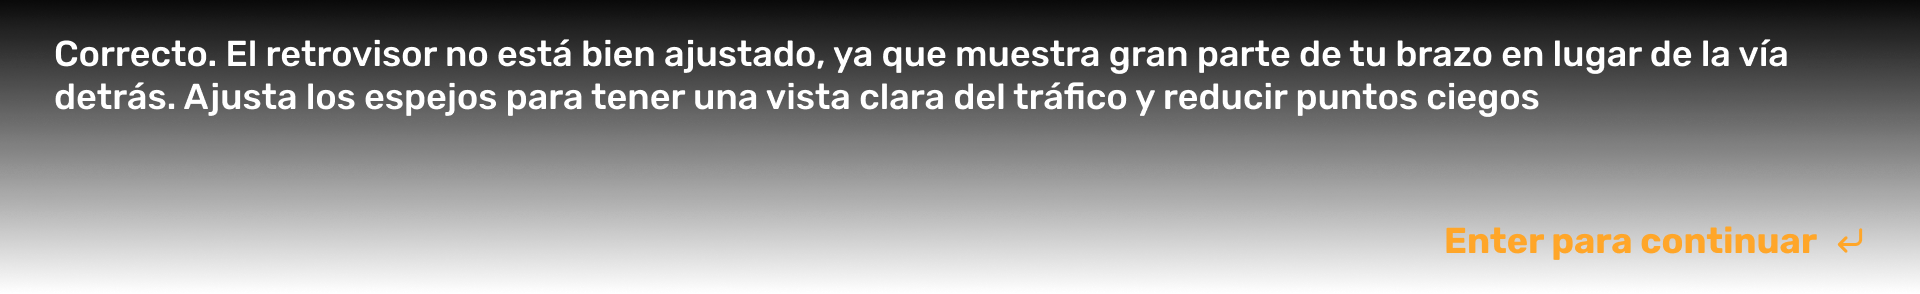 Correcto. El retrovisor no está bien ajustado, ya que muestra gran parte de tu brazo en lugar de la vía
detrás. Ajusta los espejos para tener una vista clara del tráfico y reducir puntos ciegos
Enter para continuar